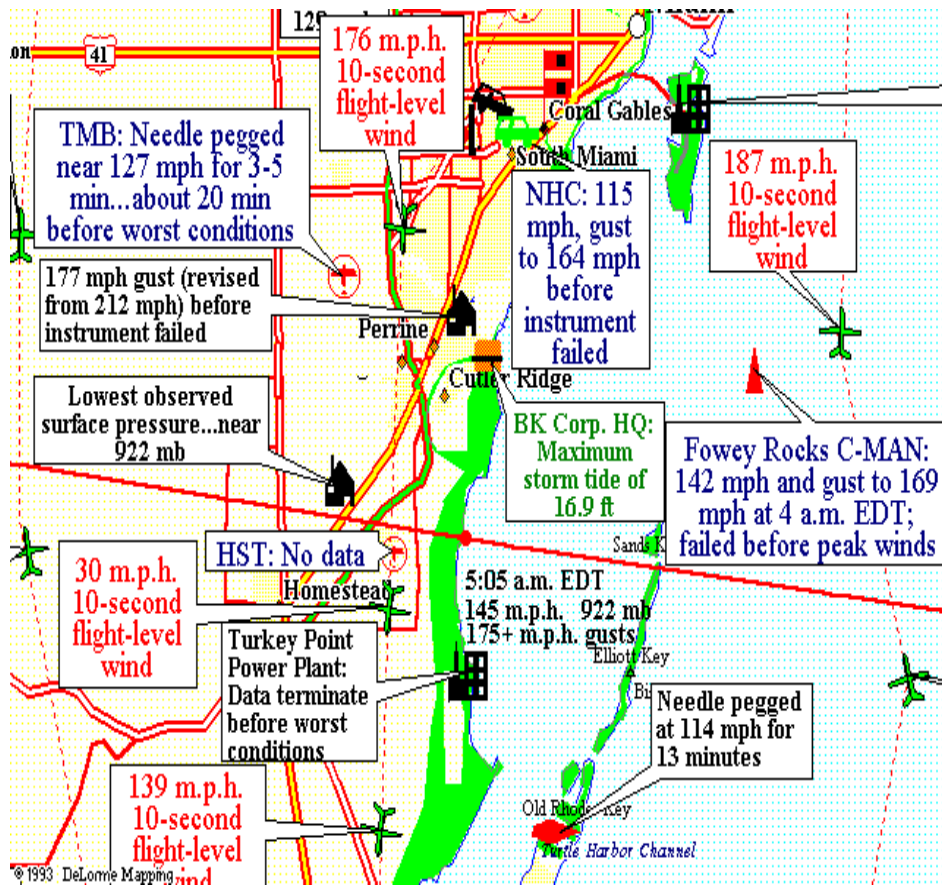 129 mph
Miami
on
41
176 m.p.h.
10-second
flight-level
wind
Coral Gables
TMB: Needle pegged
near 127 mph for 3-5
min...about 20 min
before worst conditions
South Miami
NHC: 115
mph, gust
to 164 mph
before
instrument
failed
187 m.p.h.
10-second
flight-level
wind
177 mph gust (revised
from 212 mph) before
instrument failed
Perrine
Cutler Ridge
Lowest observed
surface pressure...near
922 mb
BK Corp. HQ:
Maximum
storm tide of
16.9 ft
Fowey Rocks C-MAN:
142 mph and gust to 169
mph at 4 a.m. EDT;
failed before peak winds
Sands K
HST: No data
Homestead
30 m.p.h.
10-second
flight-level
wind
5:05 a.m. EDT
145 m.p.h. 922 mb
175+ m.p.h. gusts
Turkey Point
Power Plant:
Data terminate
before worst
conditions
Elliott Key
Bi
Needle pegged
at 114 mph for
13 minutes
139 m.p.h.
10-second
flight-level
wind
Old Rhodes Key
Turtle Harbor Channel
© 1993 DeLorme Mapping